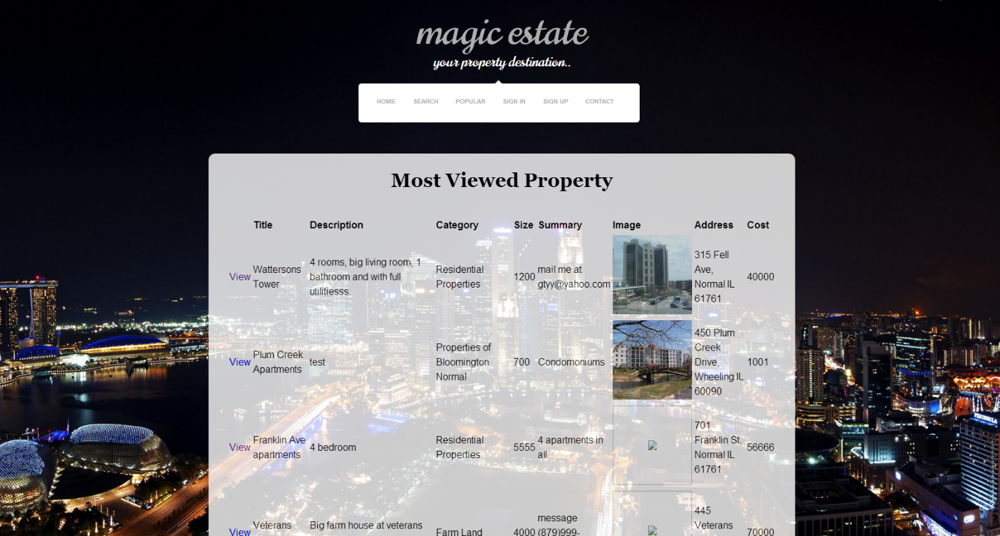 magic estate
your property destination..
HOME SEARCH POPULAR SIGN IN SIGN UP CONTACT
Most Viewed Property
Title Description Category Size Summary Image Address Cost
View
Wattersons
Tower
4 rooms, big living room, 1
bathroom and with full
utilitiesss.
Residential
Properties
1200
mail me at
gtyy@yahoo.com
315 Fell
Ave,
Normal IL
61761
40000
View
Plum Creek
Apartments
test
Properties of
Bloomington
Normal
700
Condomoniums
450 Plum
Creek
Drive,
Wheeling IL
60090
1001
View
Franklin Ave
apartments
4 bedroom
Residential
Properties
5555
4 apartments in
all
701
Franklin St,
Normal IL
61761
56666
View
Veterans
Big farm house at veterans
Farm Land
4000
message
(879)999-
445
Veterans
70000
PENINSULA